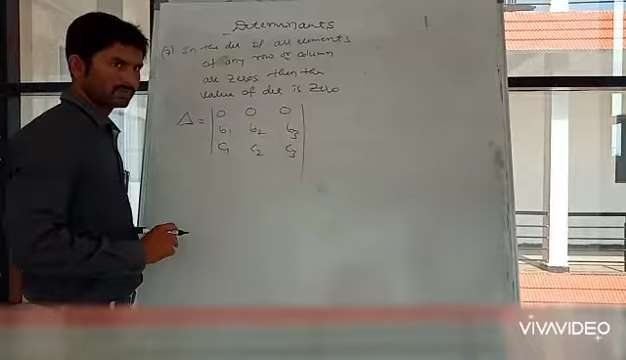 Determinants
(7) In the det if all elements
of any row or column
are zeros then the
value of det is zero
Δ = | 0 0 0 |
| b₁ b₂ b₃ |
| c₁ c₂ c₃ |
VIVAVIDEO